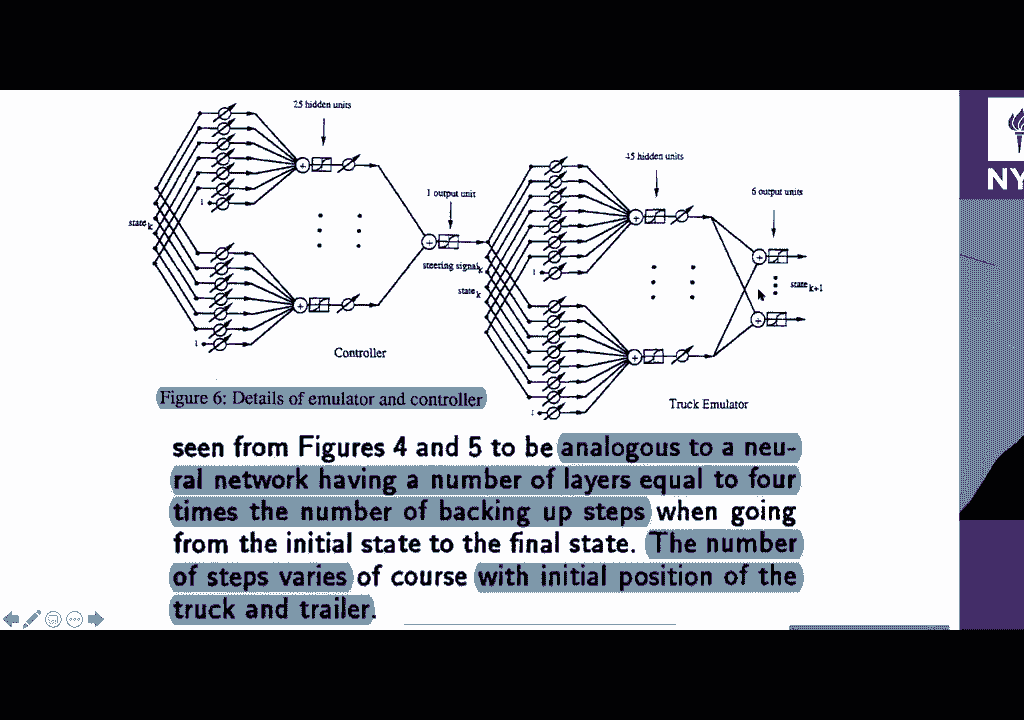 25 hidden units
45 hidden units
1 output unit
6 output units
1
state k
steering signal k
1
state k
state k+1
1
Controller
1
Truck Emulator
Figure 6: Details of emulator and controller
seen from Figures 4 and 5 to be analogous to a neu-
ral network having a number of layers equal to four
times the number of backing up steps when going
from the initial state to the final state. The number
of steps varies of course with initial position of the
truck and trailer.
NY